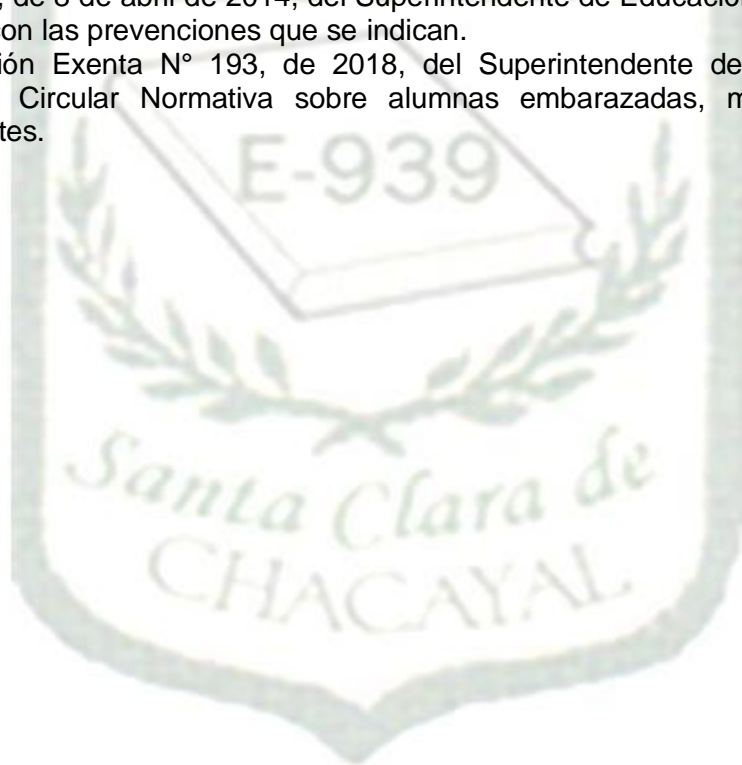 , de 8 de abril de 2014, del Superintendente de Educación
con las prevenciones que se indican.
ión Exenta N° 193, de 2018, del Superintendente de
Circular Normativa sobre alumnas embarazadas, m
tes.
E-939
Santa Clara de
CHACAYAL